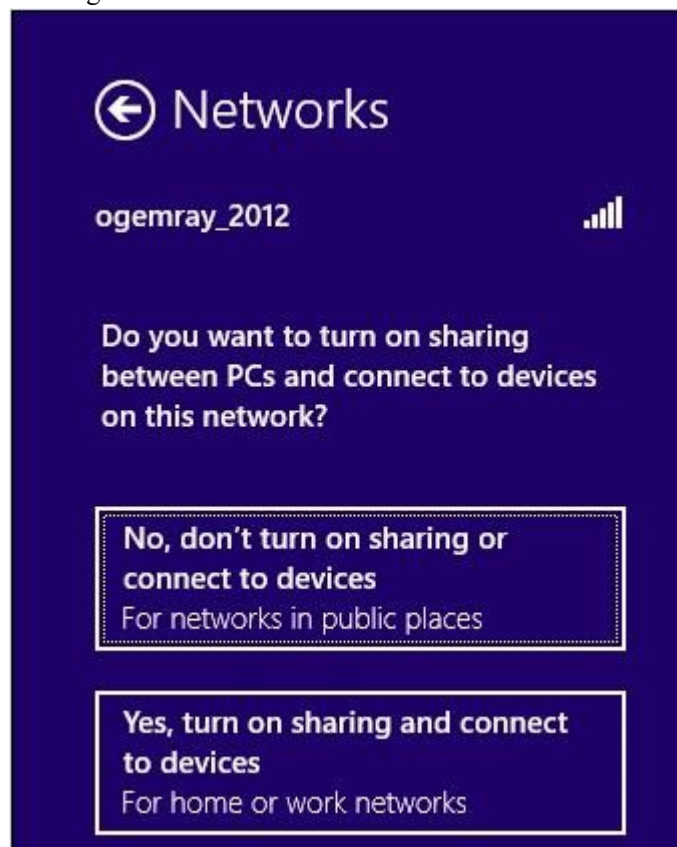 Networks
ogemray_2012
Do you want to turn on sharing
between PCs and connect to devices
on this network?
No, don’t turn on sharing or
connect to devices
For networks in public places
Yes, turn on sharing and connect
to devices
For home or work networks